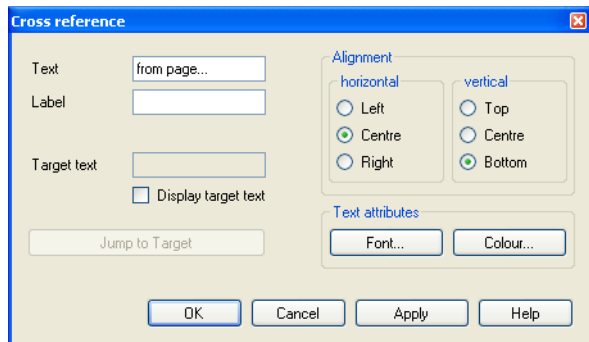 Cross reference
Text
from page...
Label
Target text
Display target text
Jump to Target
Alignment
horizontal
Left
Centre
Right
vertical
Top
Centre
Bottom
Text attributes
Font...
Colour...
OK
Cancel
Apply
Help